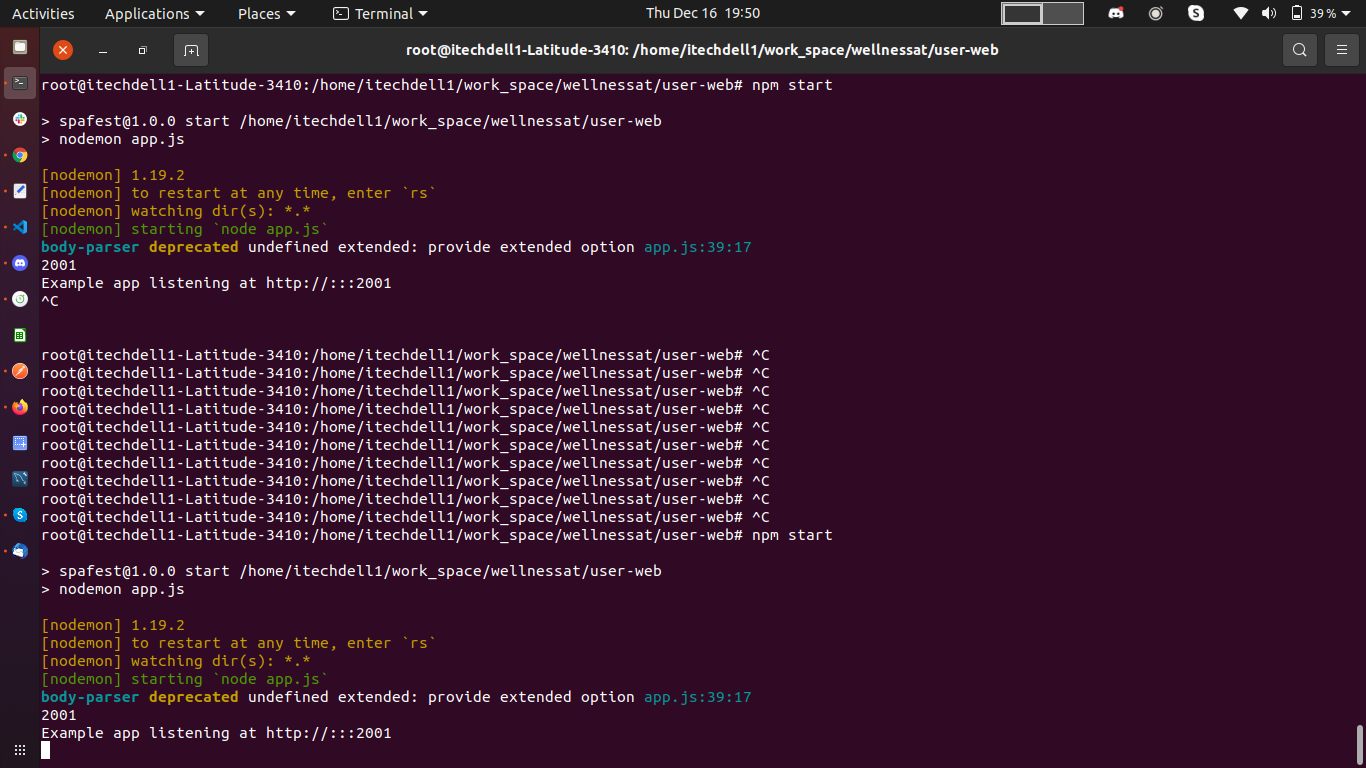 Activities Applications Places Terminal Thu Dec 16 19:50 39 %
root@itechdell1-Latitude-3410: /home/itechdell1/work_space/wellnessat/user-web
root@itechdell1-Latitude-3410:/home/itechdell1/work_space/wellnessat/user-web# npm start
> spafest@1.0.0 start /home/itechdell1/work_space/wellnessat/user-web
> nodemon app.js
[nodemon] 1.19.2
[nodemon] to restart at any time, enter `rs`
[nodemon] watching dir(s): *.*
[nodemon] starting `node app.js`
body-parser deprecated undefined extended: provide extended option app.js:39:17
2001
Example app listening at http://:::2001
^C
root@itechdell1-Latitude-3410:/home/itechdell1/work_space/wellnessat/user-web# ^C
root@itechdell1-Latitude-3410:/home/itechdell1/work_space/wellnessat/user-web# ^C
root@itechdell1-Latitude-3410:/home/itechdell1/work_space/wellnessat/user-web# ^C
root@itechdell1-Latitude-3410:/home/itechdell1/work_space/wellnessat/user-web# ^C
root@itechdell1-Latitude-3410:/home/itechdell1/work_space/wellnessat/user-web# ^C
root@itechdell1-Latitude-3410:/home/itechdell1/work_space/wellnessat/user-web# ^C
root@itechdell1-Latitude-3410:/home/itechdell1/work_space/wellnessat/user-web# ^C
root@itechdell1-Latitude-3410:/home/itechdell1/work_space/wellnessat/user-web# ^C
root@itechdell1-Latitude-3410:/home/itechdell1/work_space/wellnessat/user-web# ^C
root@itechdell1-Latitude-3410:/home/itechdell1/work_space/wellnessat/user-web# ^C
root@itechdell1-Latitude-3410:/home/itechdell1/work_space/wellnessat/user-web# npm start
> spafest@1.0.0 start /home/itechdell1/work_space/wellnessat/user-web
> nodemon app.js
[nodemon] 1.19.2
[nodemon] to restart at any time, enter `rs`
[nodemon] watching dir(s): *.*
[nodemon] starting `node app.js`
body-parser deprecated undefined extended: provide extended option app.js:39:17
2001
Example app listening at http://:::2001